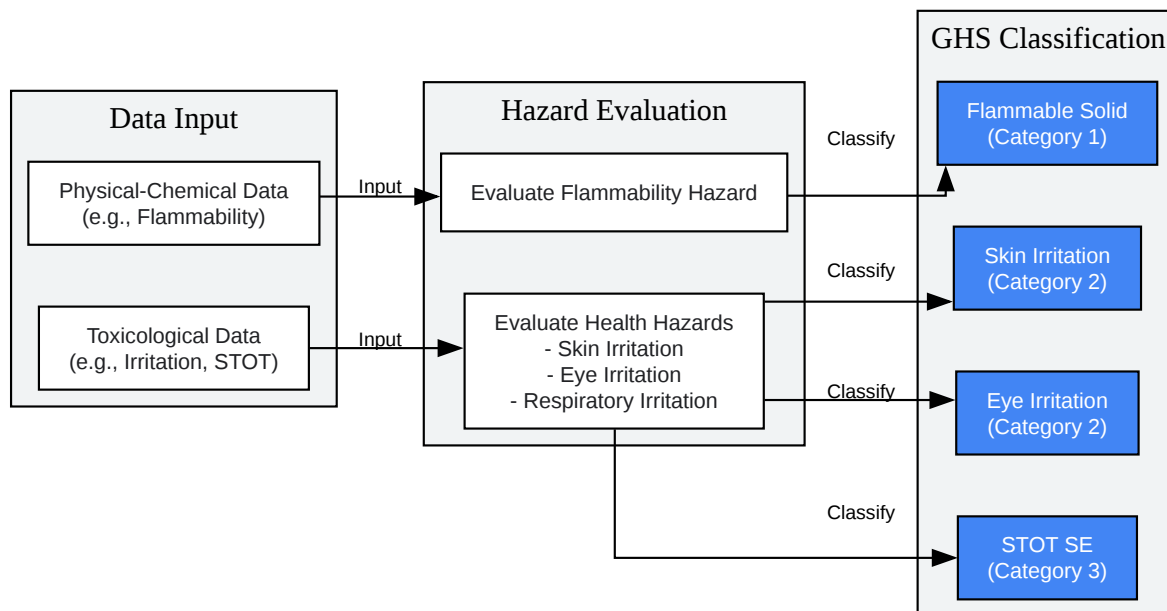 Data Input
Physical-Chemical Data
(e.g., Flammability)
Toxicological Data
(e.g., Irritation, STOT)
Input
Input
Hazard Evaluation
Evaluate Flammability Hazard
Evaluate Health Hazards
- Skin Irritation
- Eye Irritation
- Respiratory Irritation
Classify
Classify
Classify
Classify
GHS Classification
Flammable Solid
(Category 1)
Skin Irritation
(Category 2)
Eye Irritation
(Category 2)
STOT SE
(Category 3)